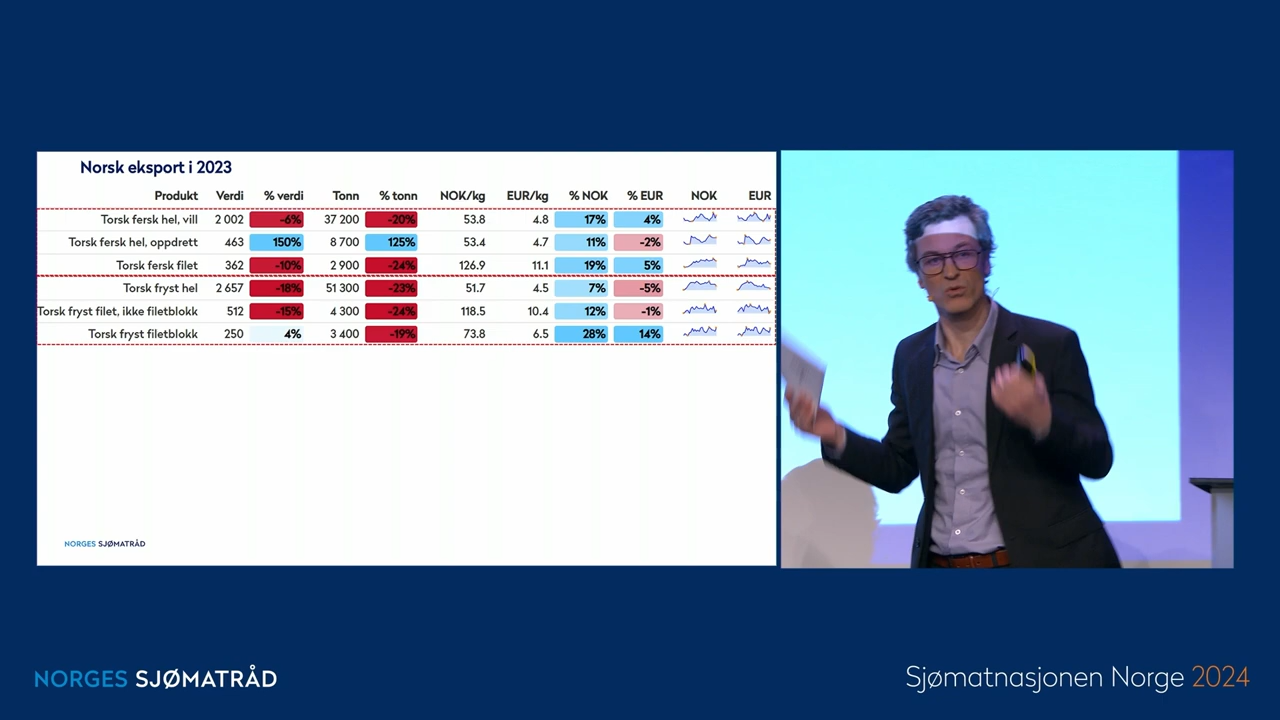 Norsk eksport i 2023
Produkt Verdi % verdi Tonn % tonn NOK/kg EUR/kg % NOK % EUR NOK EUR
Torsk fersk hel, vill 2 002 -6% 37 200 -20% 53.8 4.8 17% 4%
Torsk fersk hel, oppdrett 463 150% 8 700 125% 53.4 4.7 11% -2%
Torsk fersk filet 362 -10% 2 900 -24% 126.9 11.1 19% 5%
Torsk fryst hel 2 657 -18% 51 300 -23% 51.7 4.5 7% -5%
Torsk fryst filet, ikke filetblokk 512 -15% 4 300 -24% 118.5 10.4 12% -1%
Torsk fryst filetblokk 250 4% 3 400 -19% 73.8 6.5 28% 14%
NORGES SJØMATRÅD
NORGES SJØMATRÅD
Sjømatnasjonen Norge 2024